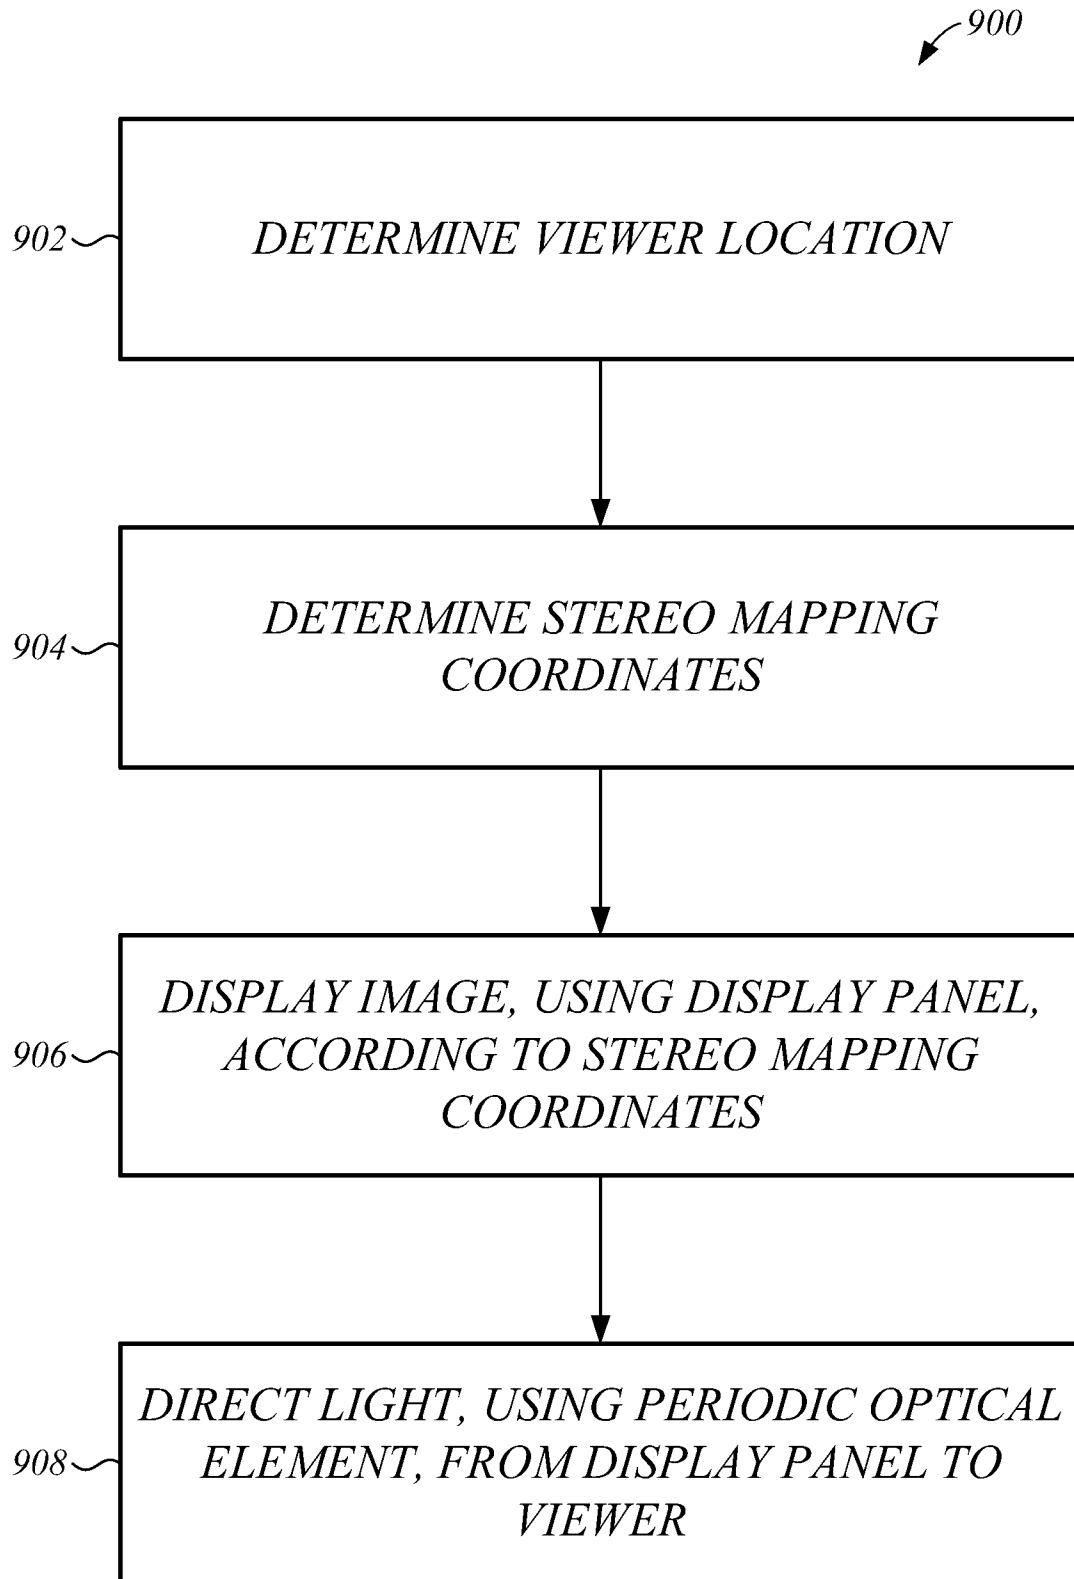 900
902
DETERMINE VIEWER LOCATION
904
DETERMINE STEREO MAPPING
COORDINATES
906
DISPLAY IMAGE, USING DISPLAY PANEL,
ACCORDING TO STEREO MAPPING
COORDINATES
908
DIRECT LIGHT, USING PERIODIC OPTICAL
ELEMENT, FROM DISPLAY PANEL TO
VIEWER